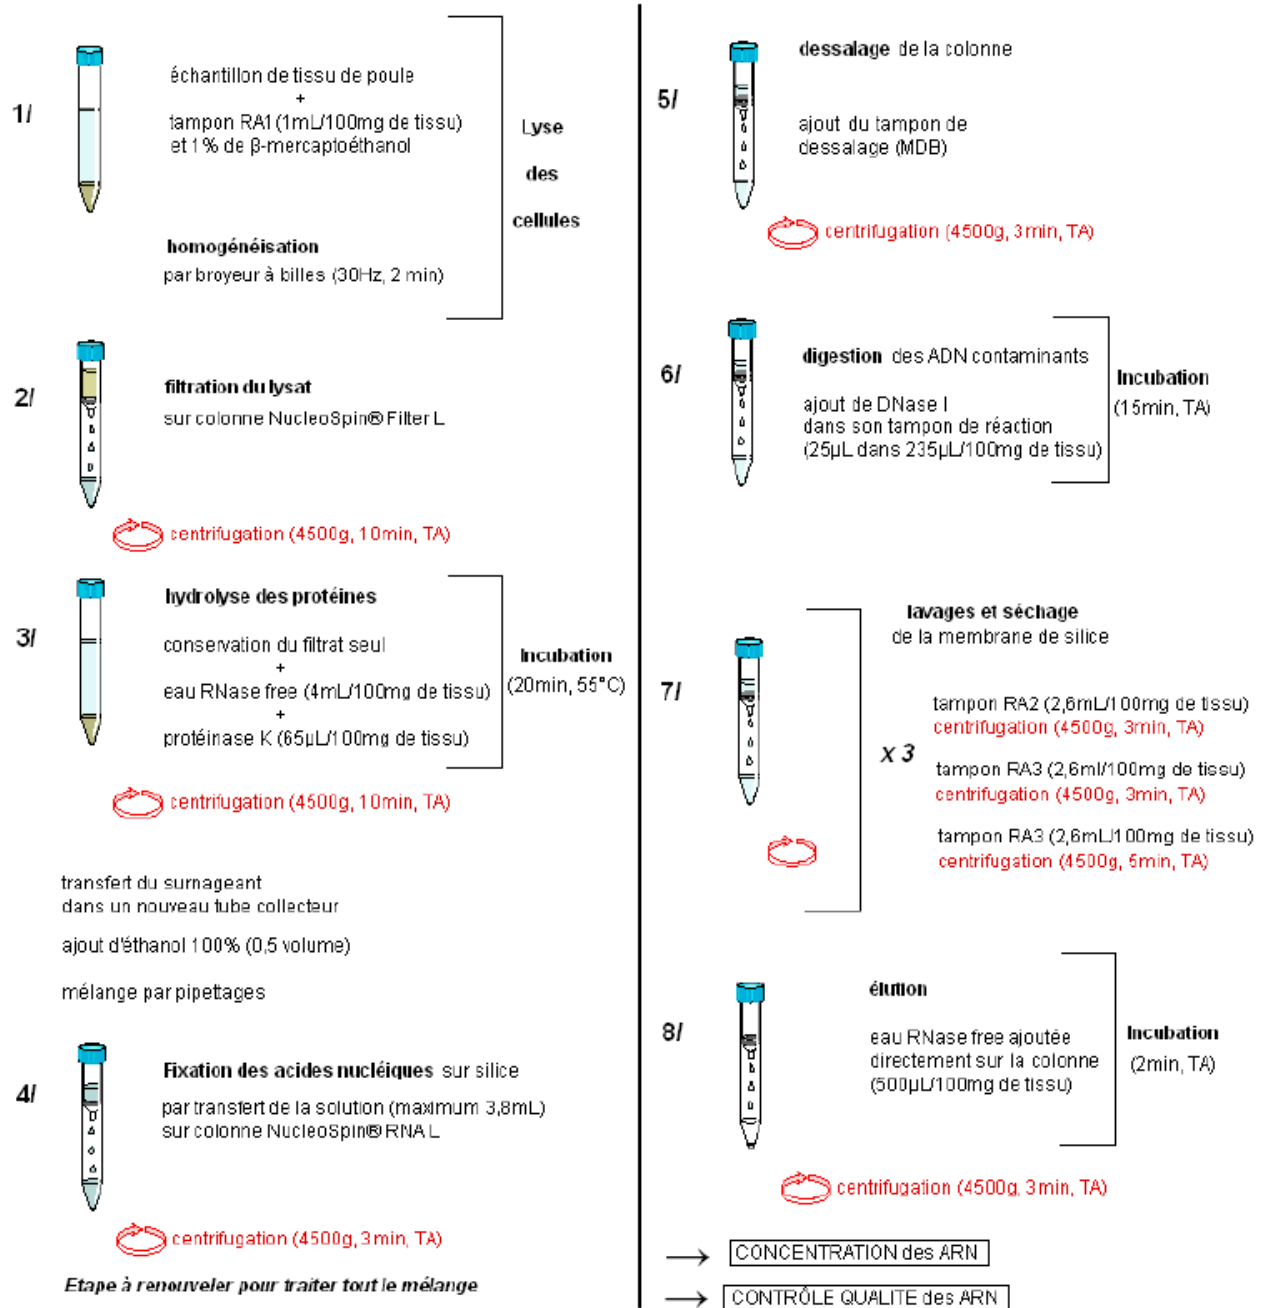 1/
échantillon de tissu de poule
+
tampon RA1 (1mL/100mg de tissu)
et 1% de β-mercaptoéthanol
homogénéisation
par broyeur à billes (30Hz, 2 min)
Lyse
des
cellules
2/
filtration du lysat
sur colonne NucleoSpin® Filter L
centrifugation (4500g, 10min, TA)
3/
hydrolyse des protéines
conservation du filtrat seul
+
eau RNase free (4mL/100mg de tissu)
+
protéinase K (65µL/100mg de tissu)
Incubation
(20min, 55°C)
centrifugation (4500g, 10min, TA)
transfert du surnageant
dans un nouveau tube collecteur
ajout d'éthanol 100% (0,5 volume)
mélange par pipettages
4/
Fixation des acides nucléiques sur silice
par transfert de la solution (maximum 3,8mL)
sur colonne NucleoSpin® RNA L
centrifugation (4500g, 3min, TA)
Etape à renouveler pour traiter tout le mélange
5/
dessalage de la colonne
ajout du tampon de
dessalage (MDB)
centrifugation (4500g, 3min, TA)
6/
digestion des ADN contaminants
ajout de DNase I
dans son tampon de réaction
(25µL dans 235µL/100mg de tissu)
Incubation
(15min, TA)
7/
lavages et séchage
de la membrane de silice
x 3
tampon RA2 (2,6mL/100mg de tissu)
centrifugation (4500g, 3min, TA)
tampon RA3 (2,6ml/100mg de tissu)
centrifugation (4500g, 3min, TA)
tampon RA3 (2,6mL/100mg de tissu)
centrifugation (4500g, 5min, TA)
8/
élution
eau RNase free ajoutée
directement sur la colonne
(500µL/100mg de tissu)
Incubation
(2min, TA)
centrifugation (4500g, 3min, TA)
CONCENTRATION des ARN
CONTRÔLE QUALITE des ARN